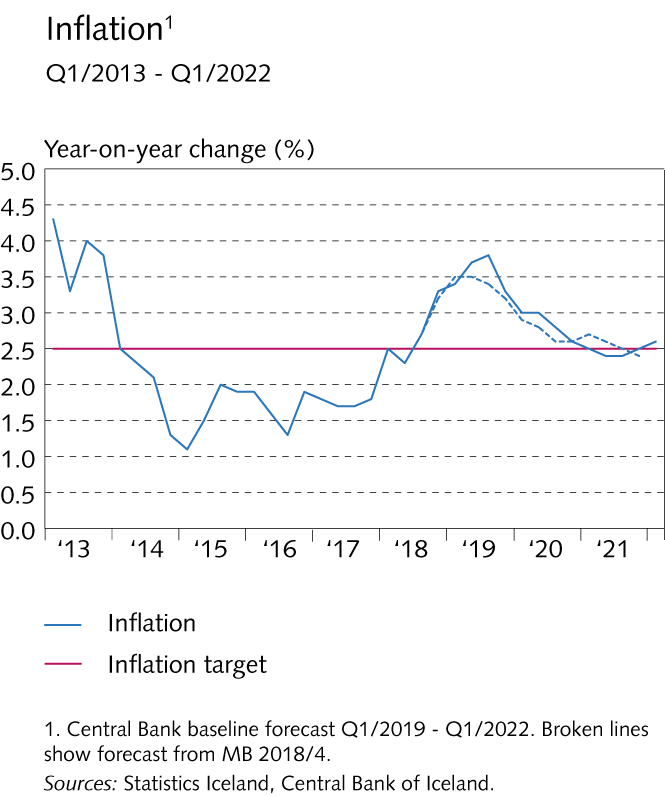 Inflation¹
Q1/2013 - Q1/2022
Year-on-year change (%)
5.0
4.5
4.0
3.5
3.0
2.5
2.0
1.5
1.0
0.5
0.0
‘13 ‘14 ‘15 ‘16 ‘17 ‘18 ‘19 ‘20 ‘21
Inflation
Inflation target
1. Central Bank baseline forecast Q1/2019 - Q1/2022. Broken lines
show forecast from MB 2018/4.
Sources: Statistics Iceland, Central Bank of Iceland.